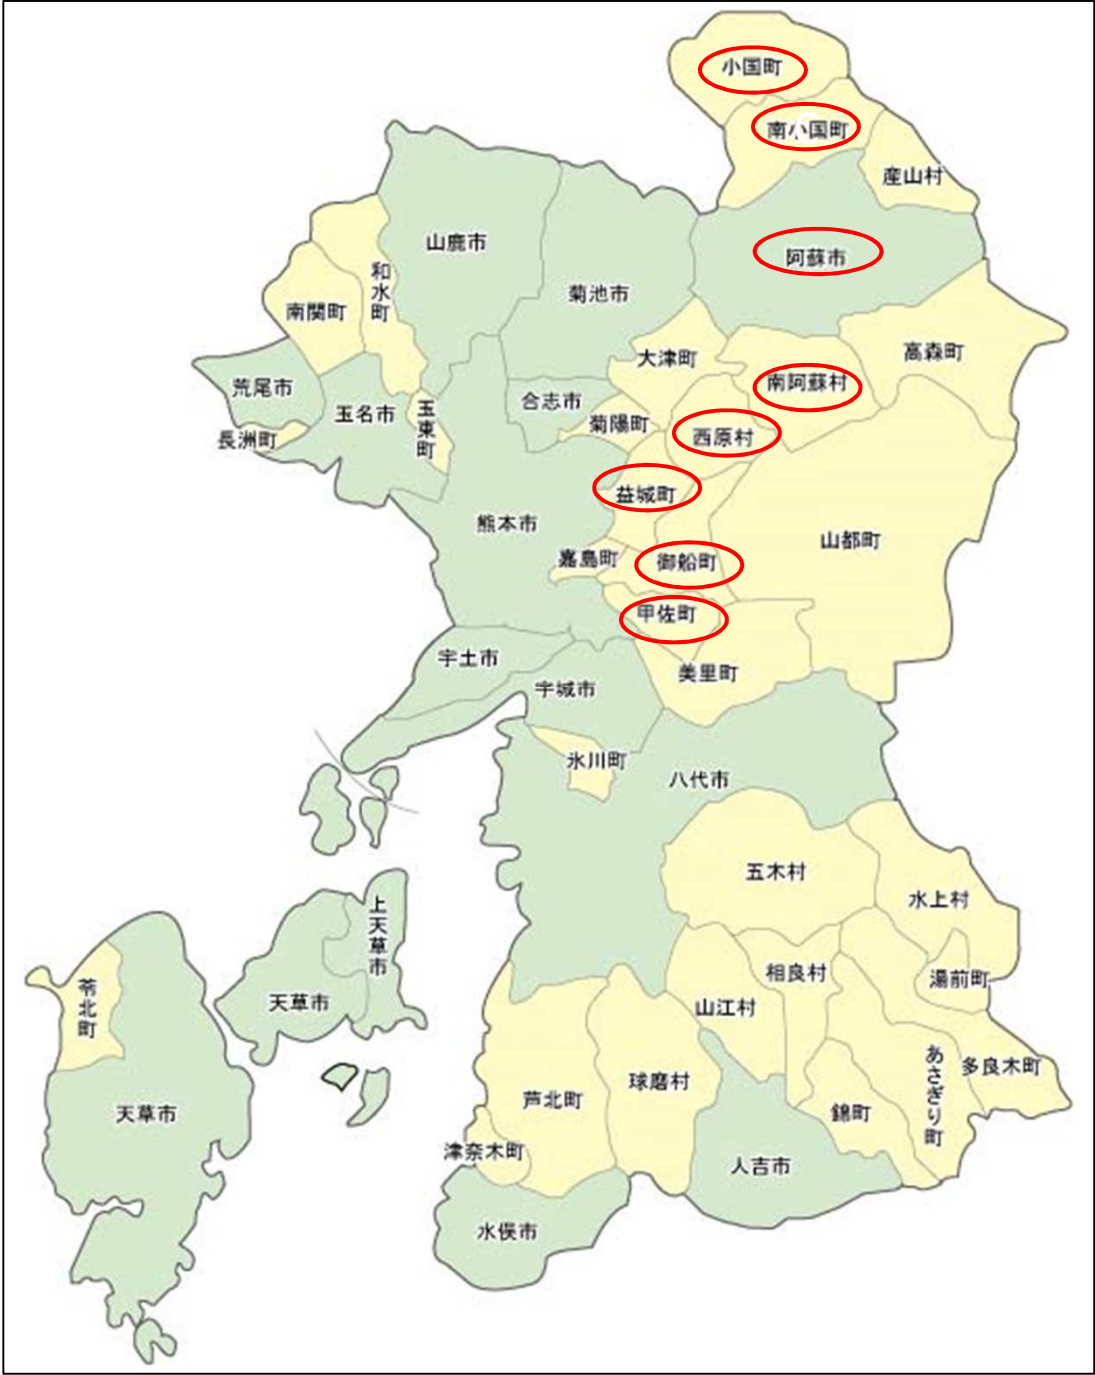 小国町
南小国町
産山村
山鹿市
阿蘇市
和水町
菊池市
南関町
高森町
大津町
南阿蘇村
荒尾市
合志市
玉名市
玉東町
菊陽町
西原村
長洲町
益城町
熊本市
山都町
嘉島町
御船町
甲佐町
宇土市
美里町
宇城市
氷川町
八代市
五木村
水上村
上天草市
相良村
湯前町
苓北町
天草市
山江村
多良木町
あさぎり町
球磨村
芦北町
天草市
錦町
津奈木町
人吉市
水俣市